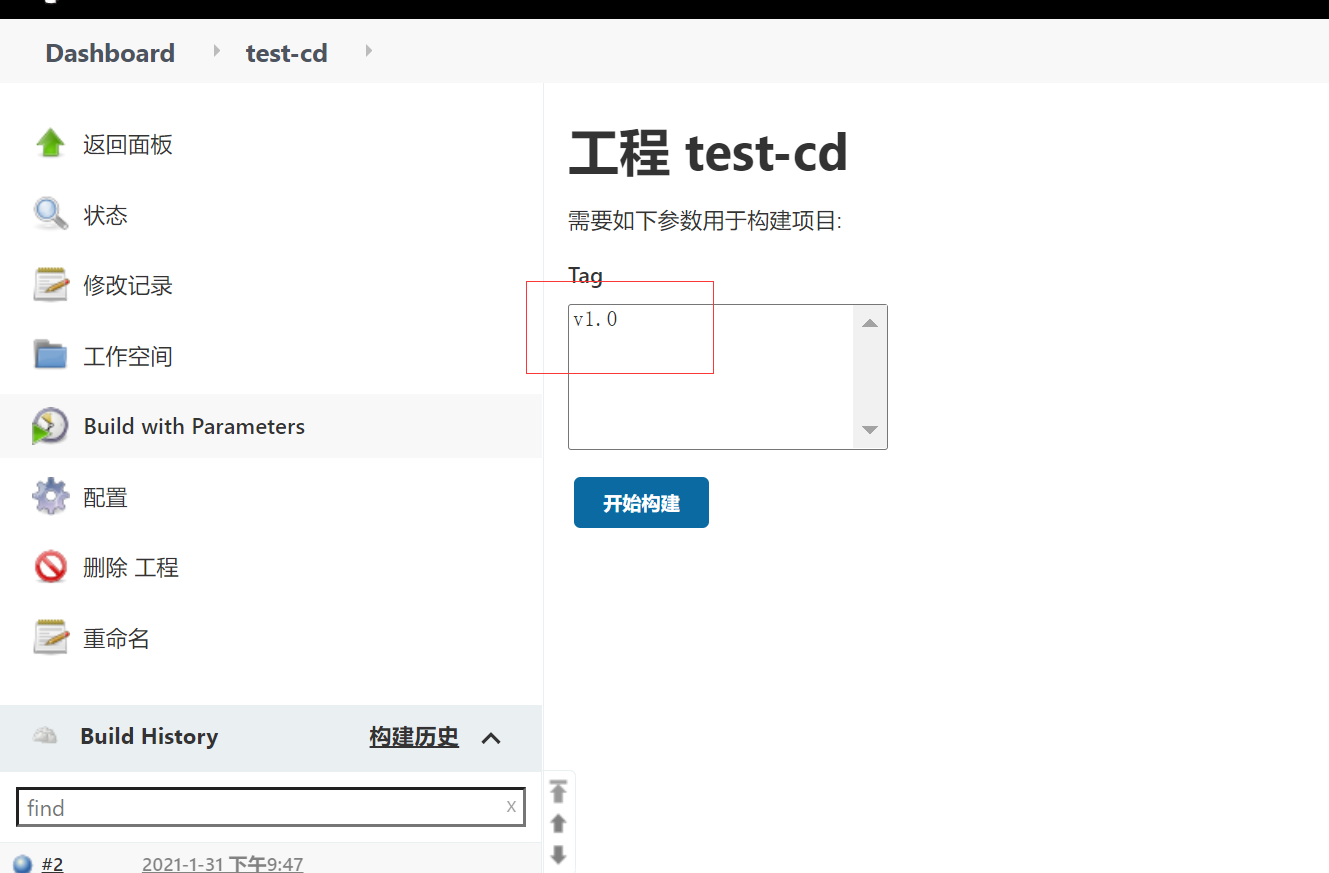 Dashboard test-cd
返回面板
状态
修改记录
工作空间
Build with Parameters
配置
删除 工程
重命名
Build History 构建历史
find x
#2 2021-1-31 下午9:47
工程 test-cd
需要如下参数用于构建项目:
Tag
v1.0
开始构建